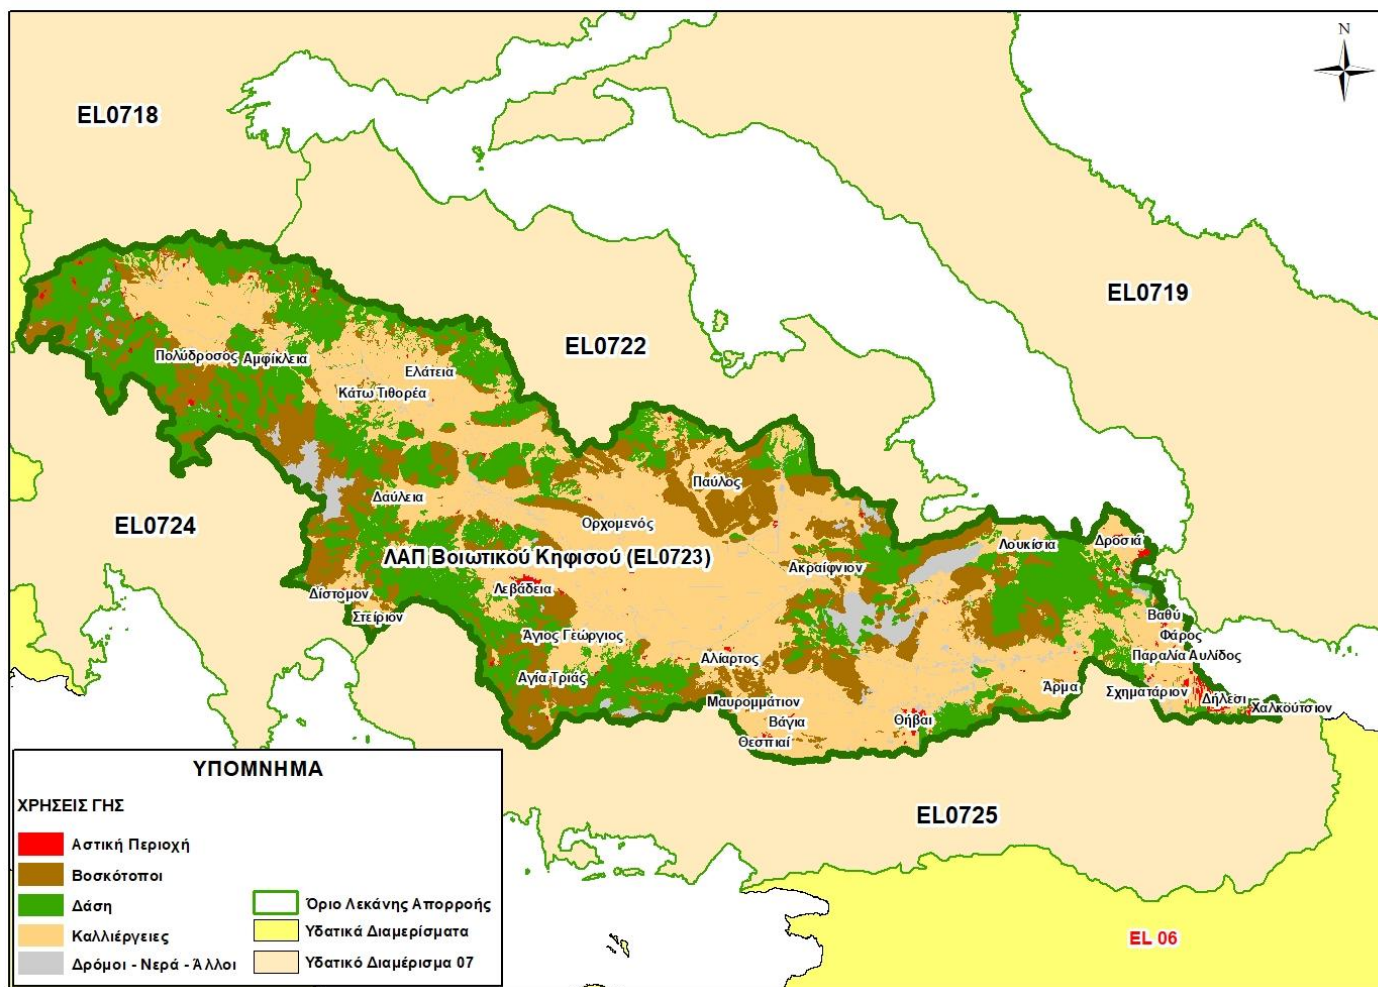 N
EL0718
EL0719
EL0722
Πολύδροσος
Αμφίκλεια
Ελάτεια
Κάτω Τιθορέα
Παύλος
Δαύλεια
EL0724
Ορχομενός
Λουκίσια
Δροσιά
ΛΑΠ Βοιωτικού Κηφισού (EL0723)
Ακραίφνιον
Λεβάδεια
Δίστομον
Στείριον
Βαθύ
Άγιος Γεώργιος
Φάρος
Αλίαρτος
Παραλία Αυλίδος
Αγία Τριάς
Άρμα
Σχηματάριον
Δήλεσι
Μαυρομμάτιον
Χαλκούτσιον
Βάγια
Θήβαι
Θεσπιαί
EL0725
EL 06
ΥΠΟΜΝΗΜΑ
ΧΡΗΣΕΙΣ ΓΗΣ
Αστική Περιοχή
Βοσκότοποι
Δάση
Καλλιέργειες
Δρόμοι - Νερά - Άλλοι
Όριο Λεκάνης Απορροής
Υδατικά Διαμερίσματα
Υδατικό Διαμέρισμα 07